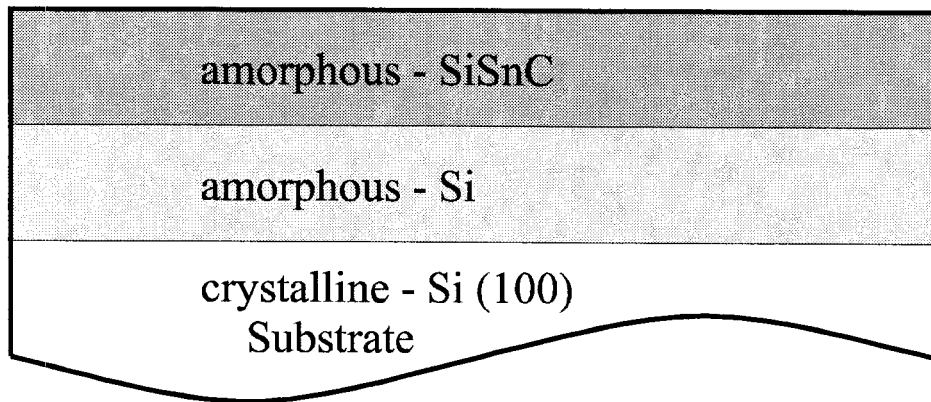 amorphous - SiSnC
amorphous - Si
crystalline - Si (100)
Substrate